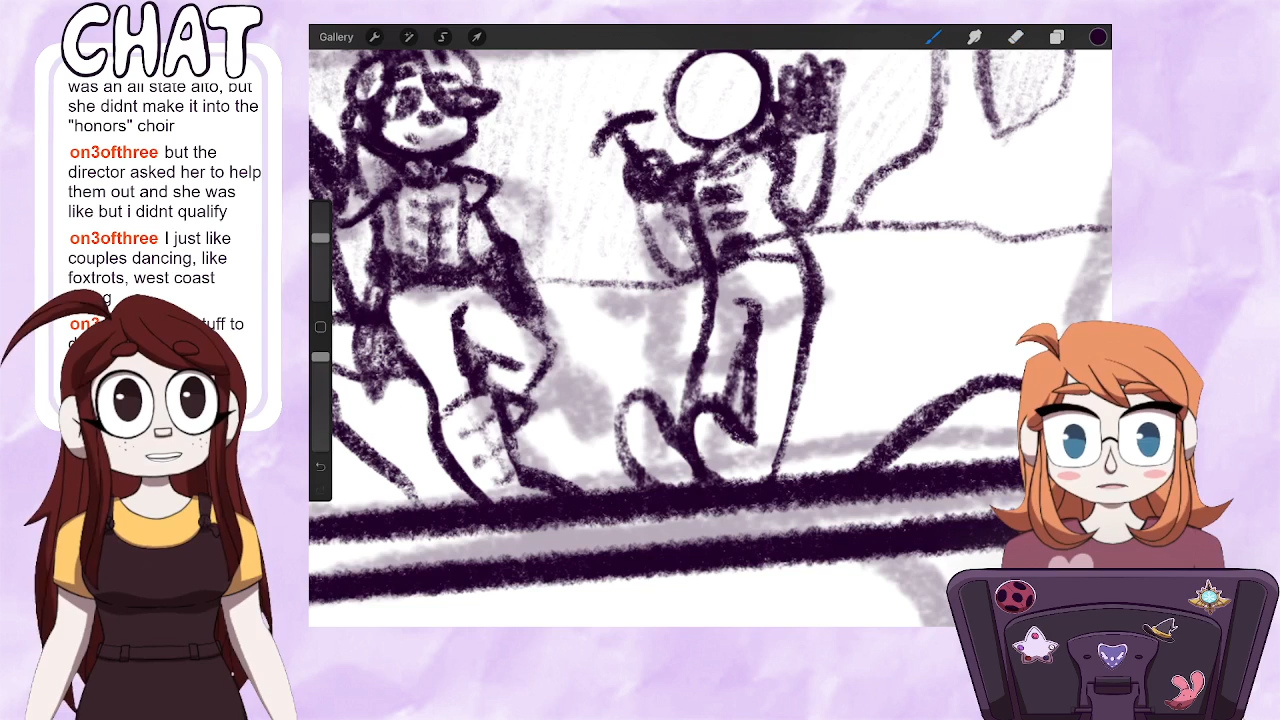 CHAT
was an all state alto, but
she didnt make it into the
"honors" choir
on3ofthree but the
director asked her to help
them out and she was
like but i didnt qualify
on3ofthree I just like
couples dancing, like
foxtrots, west coast
Gallery